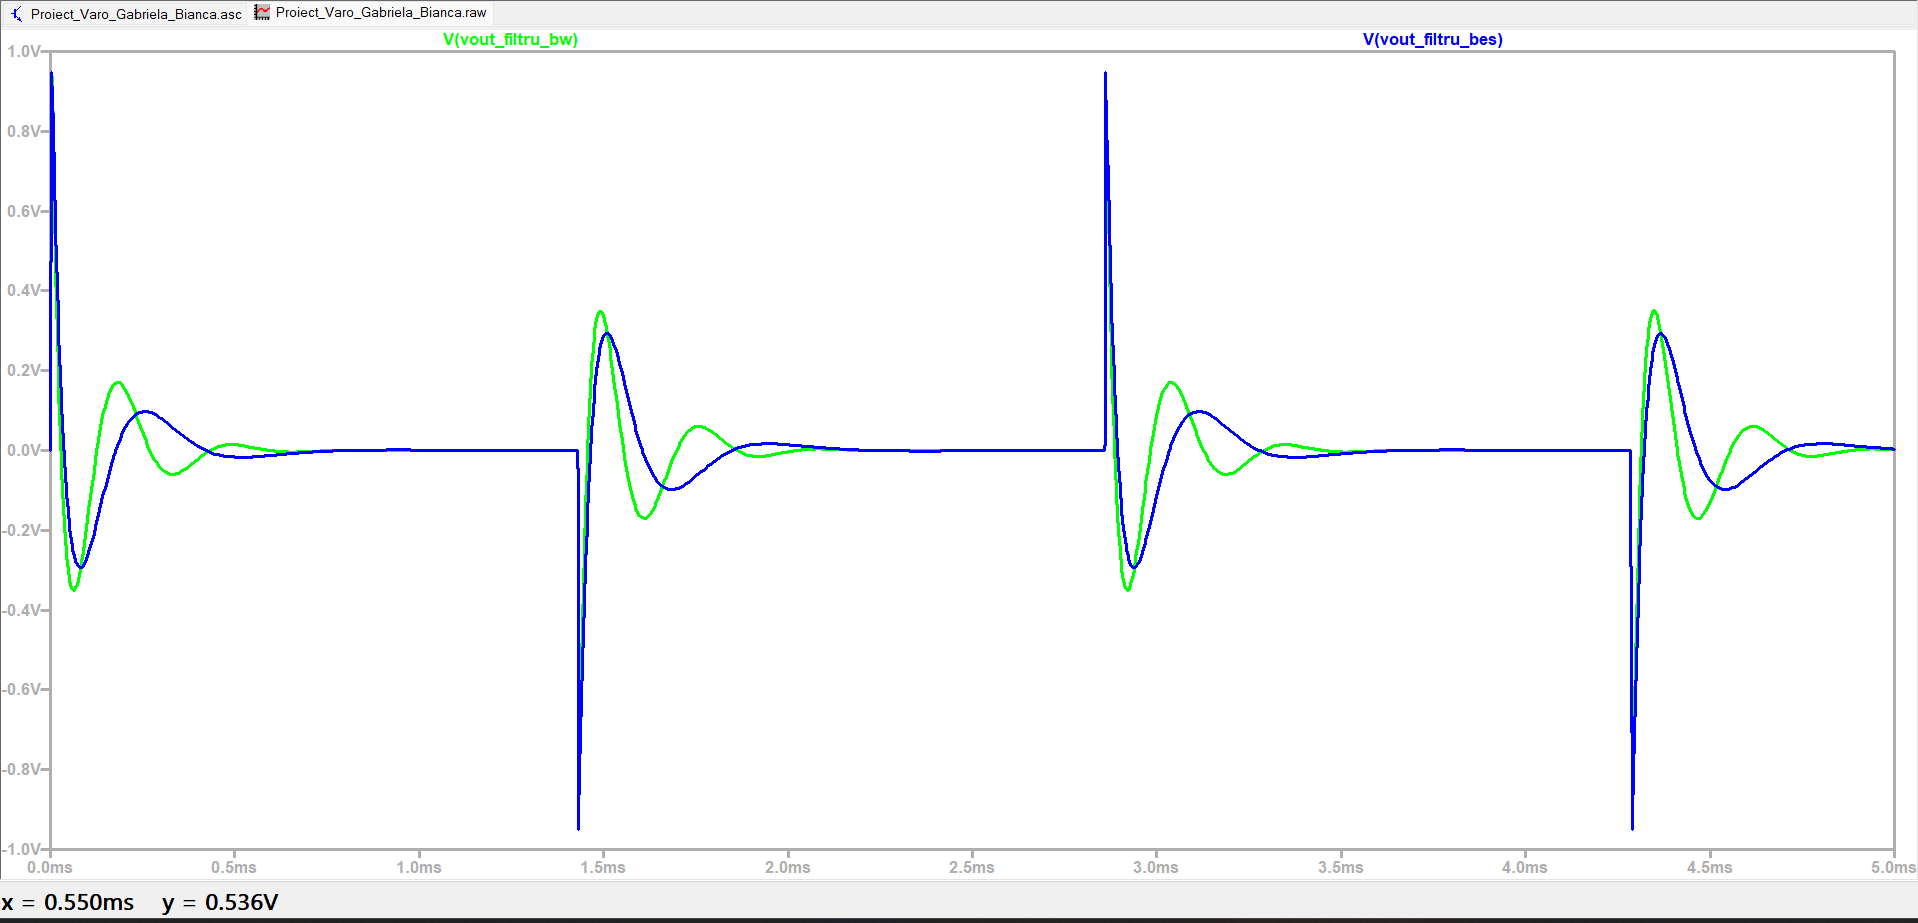 Proiect_Varo_Gabriela_Bianca.asc Proiect_Varo_Gabriela_Bianca.raw
V(vout_filtru_bw) V(vout_filtru_bes)
1.0V
0.8V
0.6V
0.4V
0.2V
0.0V
-0.2V
-0.4V
-0.6V
-0.8V
-1.0V
0.0ms 0.5ms 1.0ms 1.5ms 2.0ms 2.5ms 3.0ms 3.5ms 4.0ms 4.5ms 5.0ms
x = 0.550ms y = 0.536V